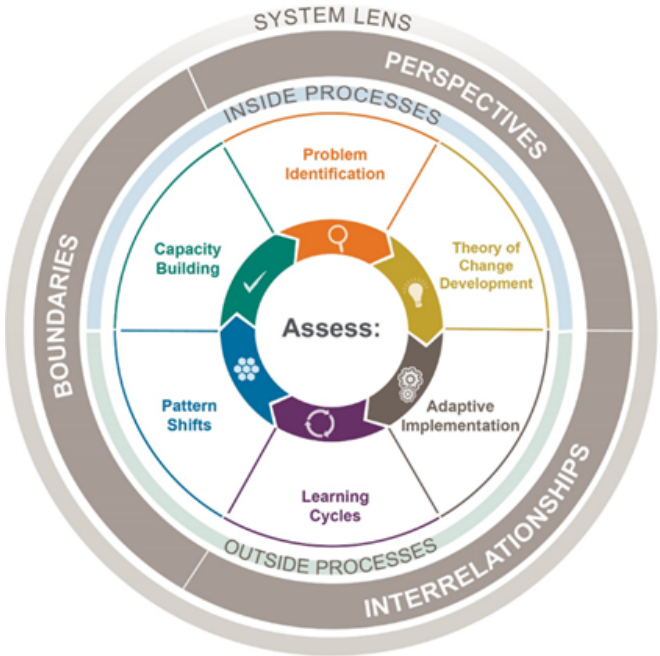 SYSTEM LENS
PERSPECTIVES
INSIDE PROCESSES
Problem
Identification
Capacity
Building
Theory of
Change
Development
BOUNDARIES
Assess:
Pattern
Shifts
Adaptive
Implementation
Learning
Cycles
OUTSIDE PROCESSES
INTERRELATIONSHIPS